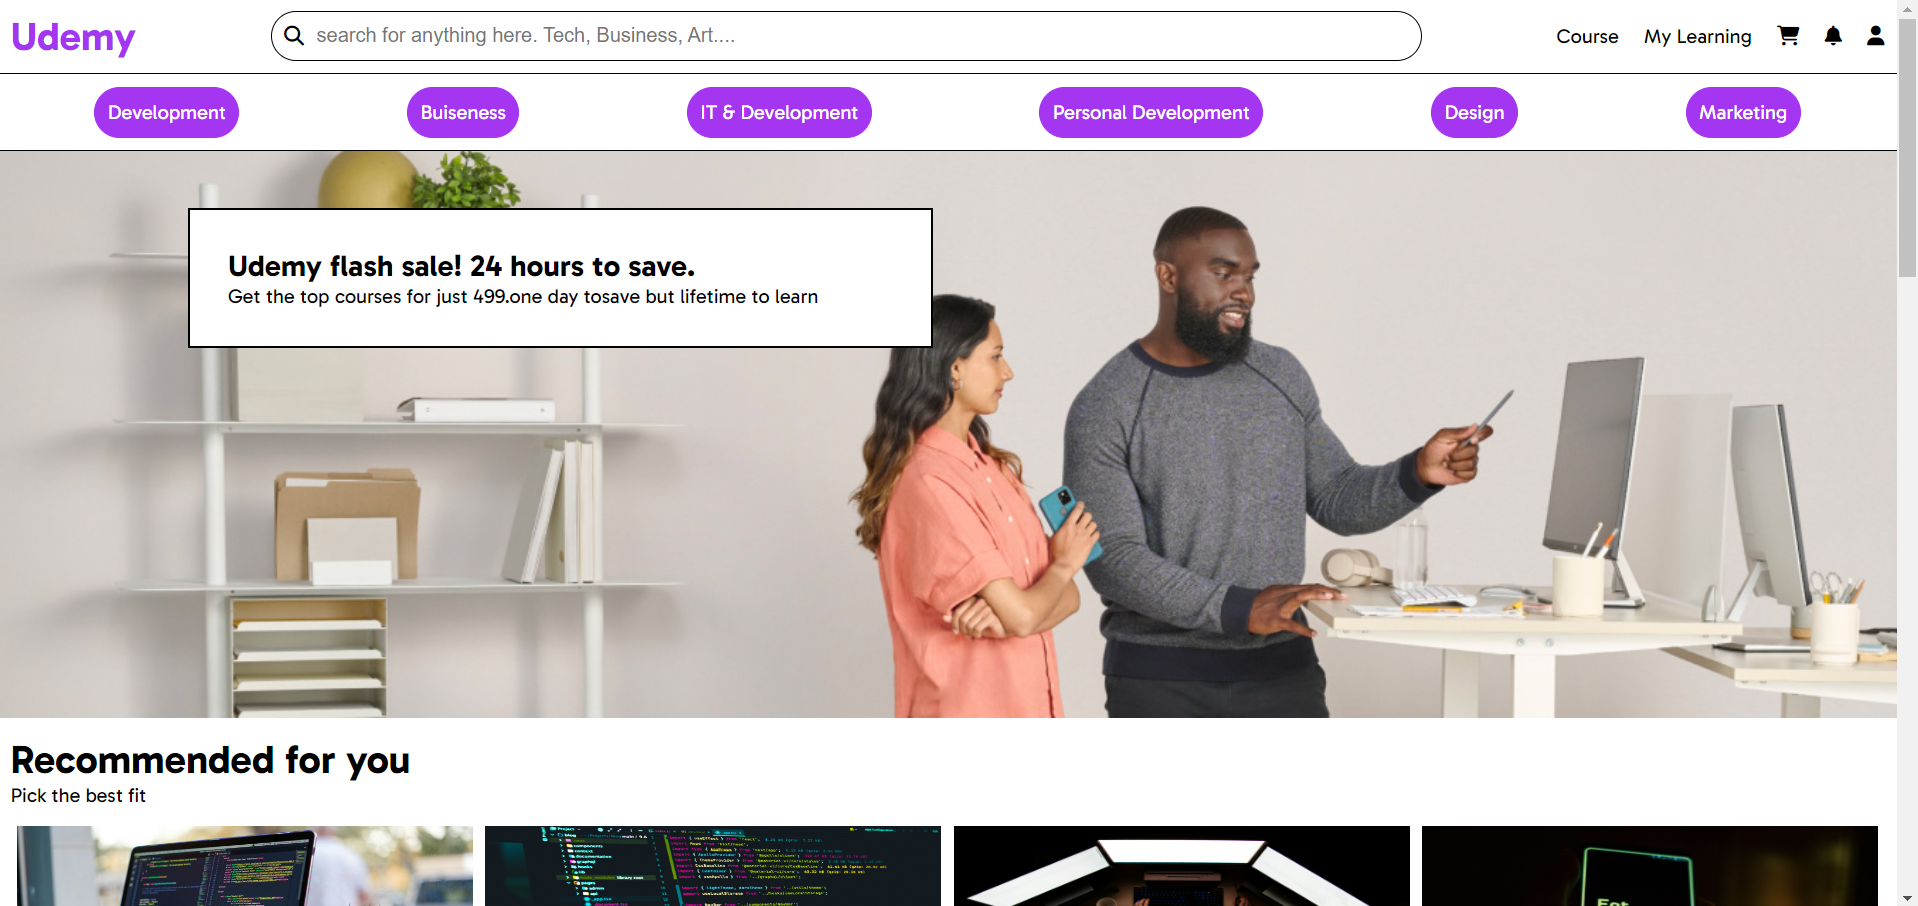 Udemy
search for anything here. Tech, Business, Art....
Course
My Learning
Development
Buiseness
IT & Development
Personal Development
Design
Marketing
Udemy flash sale! 24 hours to save.
Get the top courses for just 499.one day tosave but lifetime to learn
Recommended for you
Pick the best fit